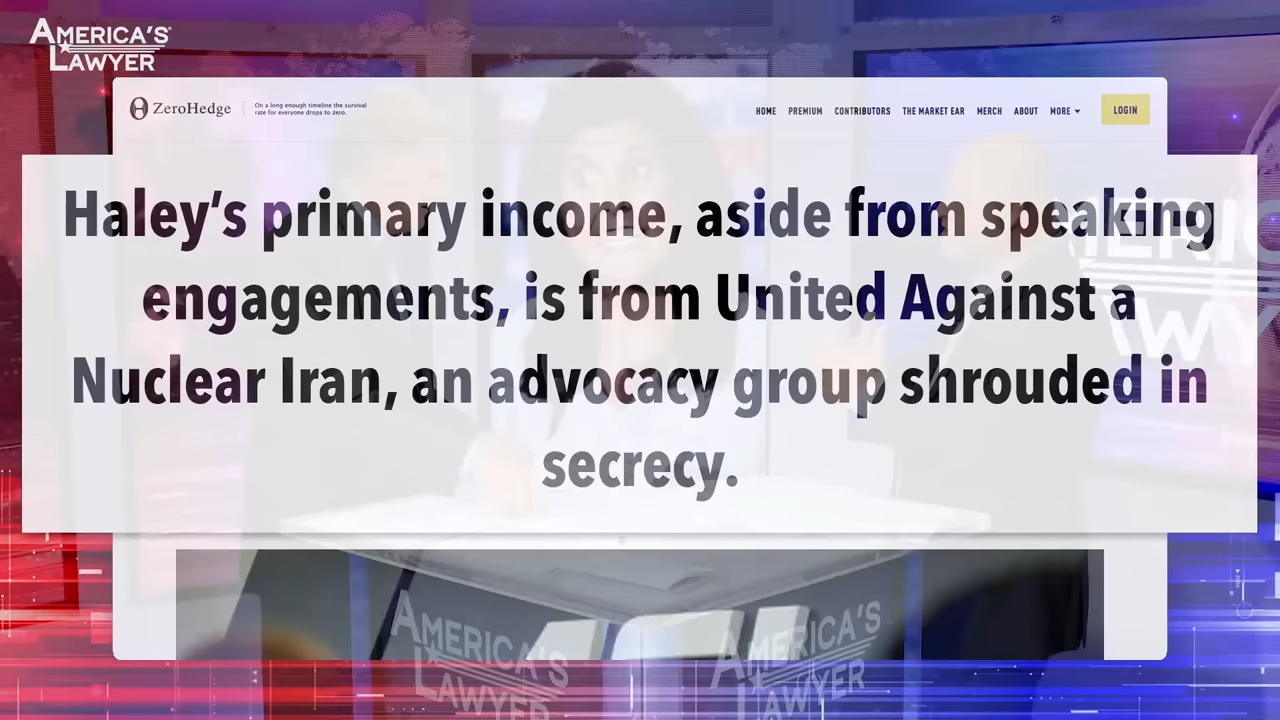 AMERICA'S
LAWYER
ZeroHedge
On a long enough timeline the survival
rate for everyone drops to zero.
HOME PREMIUM CONTRIBUTORS THE MARKET EAR MERCH ABOUT MORE LOGIN
Haley’s primary income, aside from speaking
engagements, is from United Against a
Nuclear Iran, an advocacy group shrouded in
secrecy.
AMERICA'S
LAWYER
AMERICA'S
LAWYER